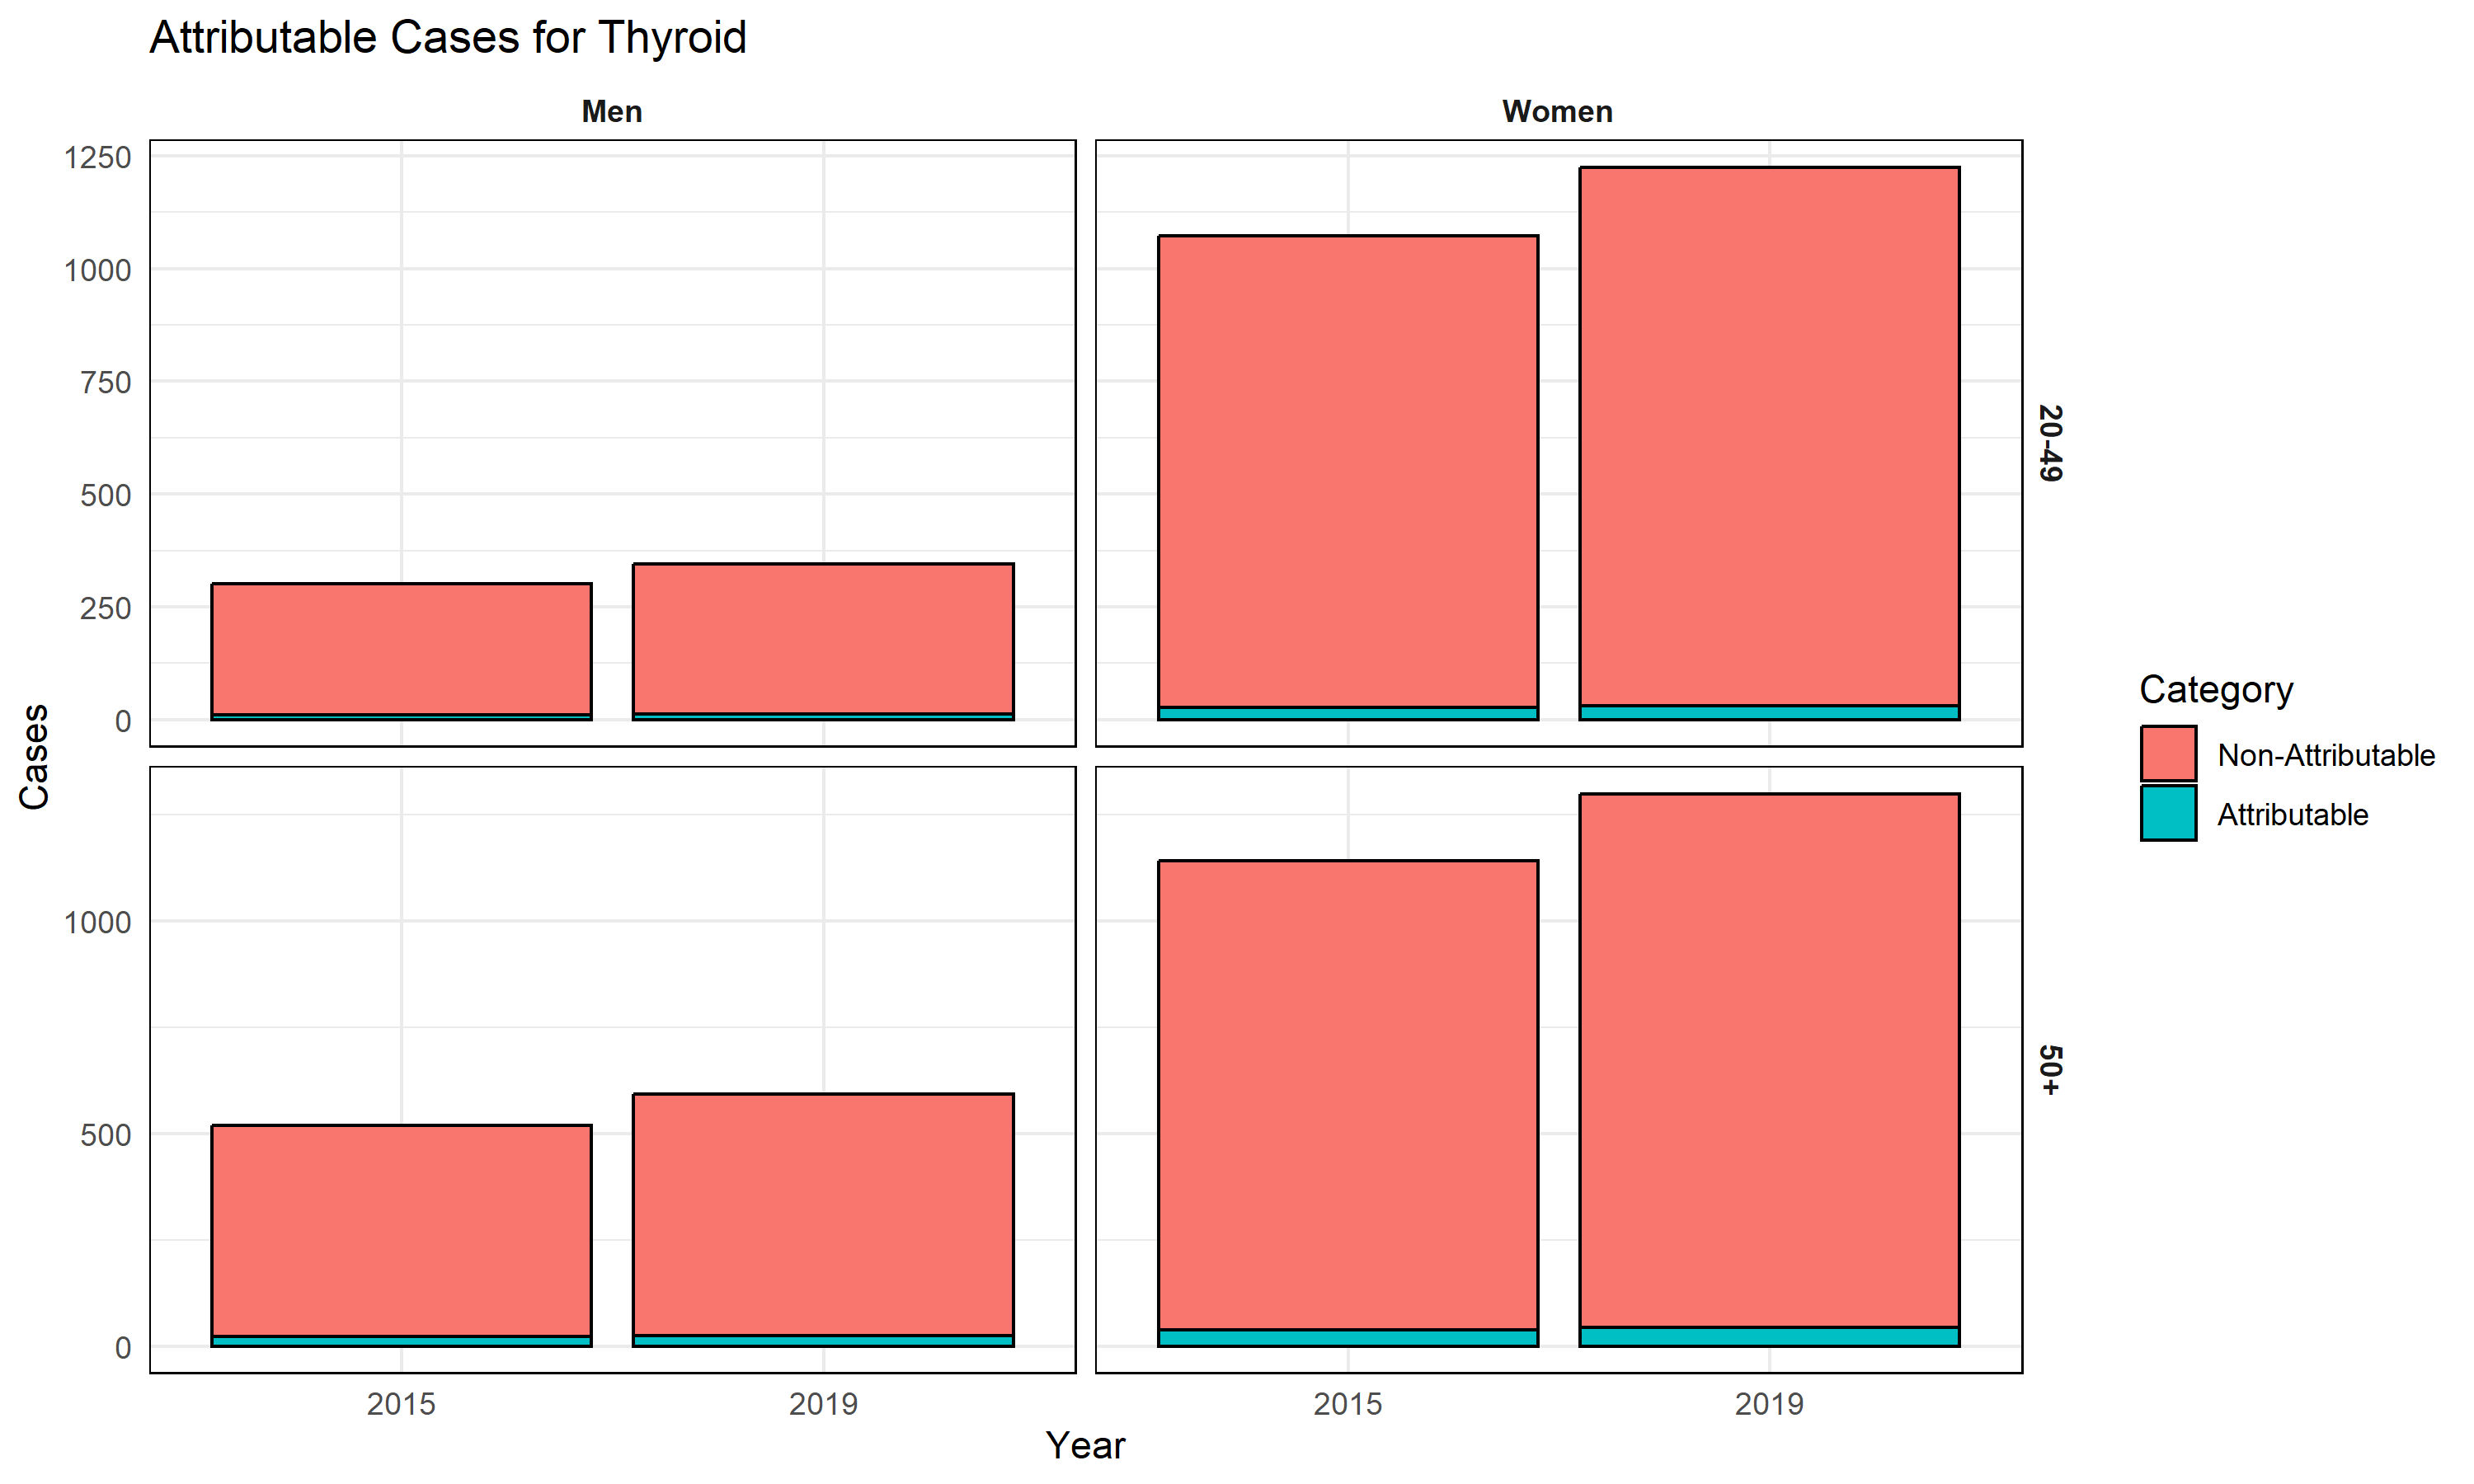 Attributable Cases for Thyroid
Men
Women
1250
1000
750
500
250
0
20-49
1000
500
0
50+
Cases
2015
2019
2015
2019
Year
Category
Non-Attributable
Attributable